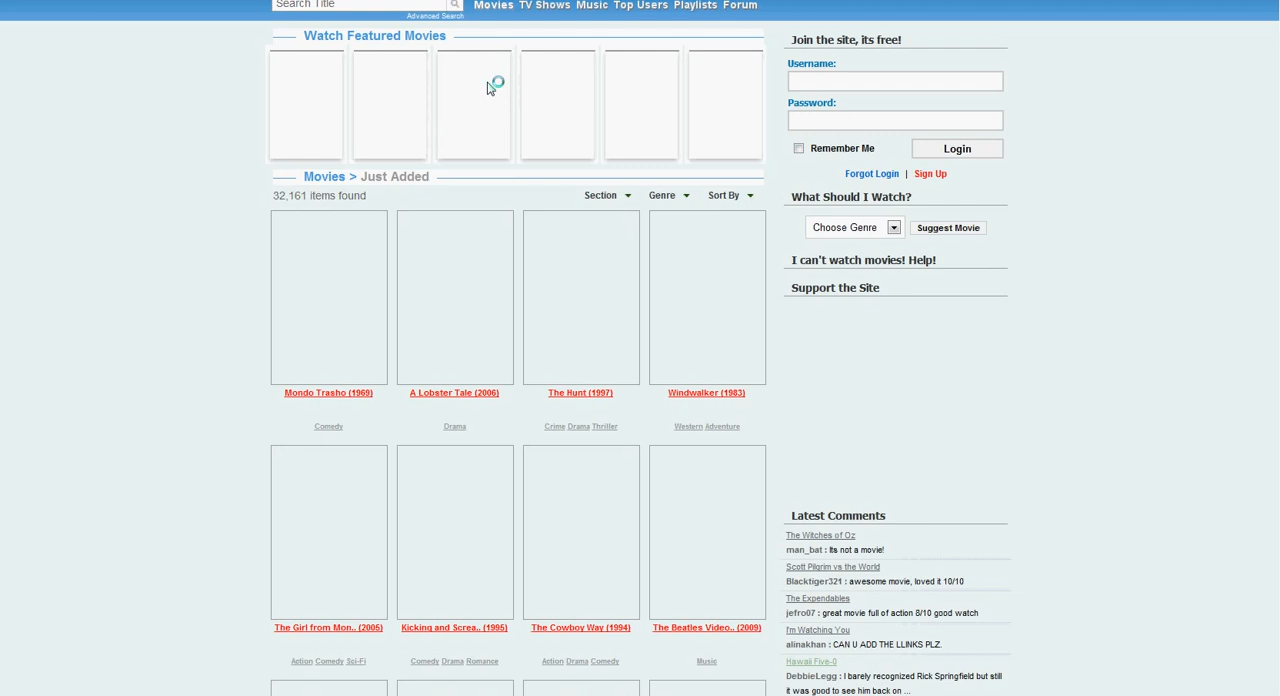 Search Title
Advanced Search
Movies TV Shows Music Top Users Playlists Forum
Watch Featured Movies
Movies > Just Added
32,161 items found
Section Genre Sort By
Mondo Trasho (1969) A Lobster Tale (2006) The Hunt (1997) Windwalker (1983)
Comedy Drama Crime Drama Thriller Western Adventure
The Girl from Mon.. (2005) Kicking and Screa.. (1995) The Cowboy Way (1994) The Beatles Video.. (2009)
Action Comedy Sci-Fi Comedy Drama Romance Action Drama Comedy Music
Join the site, its free!
Username:
Password:
Remember Me Login
Forgot Login | Sign Up
What Should I Watch?
Choose Genre Suggest Movie
I can't watch movies! Help!
Support the Site
Latest Comments
The Witches of Oz
man_bat : Its not a movie!
Scott Pilgrim vs the World
Blacktiger321 : awesome movie, loved it 10/10
The Expendables
jefro07 : great movie full of action 8/10 good watch
I'm Watching You
alinakhan : CAN U ADD THE LLINKS PLZ.
Hawaii Five-0
DebbieLegg : I barely recognized Rick Springfield but still
it was good to see him back on ...